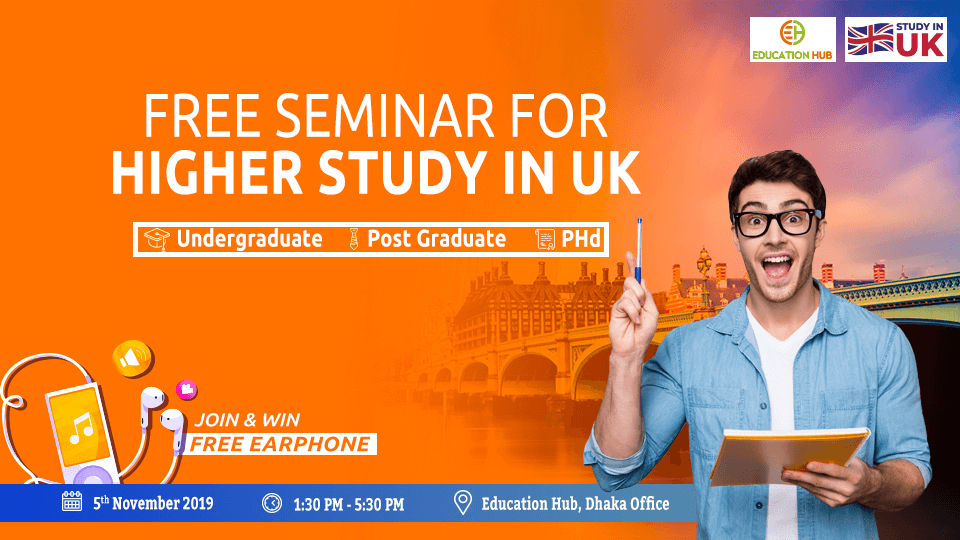 EDUCATION HUB
STUDY IN
UK
FREE SEMINAR FOR
HIGHER STUDY IN UK
Undergraduate Post Graduate PHd
JOIN & WIN
FREE EARPHONE
5th November 2019 1:30 PM - 5:30 PM Education Hub, Dhaka Office